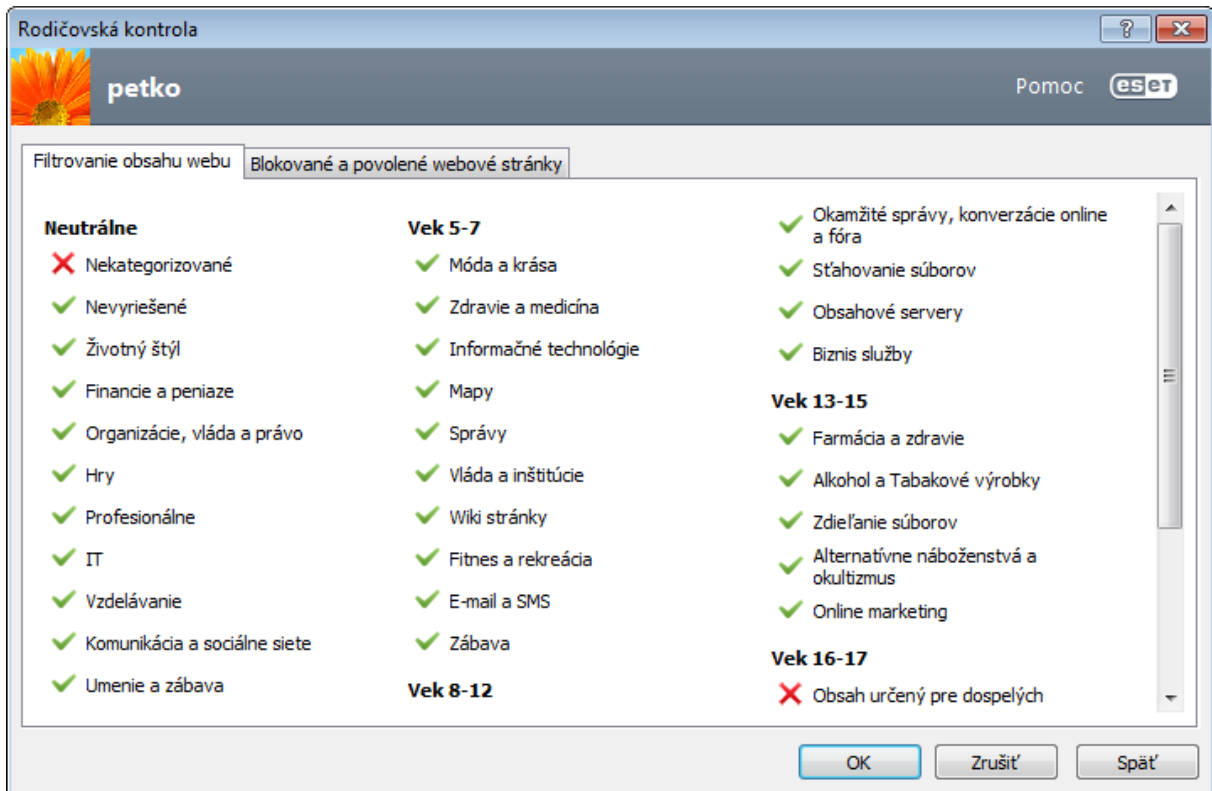 Rodičovská kontrola
petko
Pomoc
eseT
Filtrovanie obsahu webu
Blokované a povolené webové stránky
Neutrálne
Nekategorizované
Nevyriešené
Životný štýl
Financie a peniaze
Organizácie, vláda a právo
Hry
Profesionálne
IT
Vzdelávanie
Komunikácia a sociálne siete
Umenie a zábava
Vek 5-7
Móda a krása
Zdravie a medicína
Informačné technológie
Mapy
Správy
Vláda a inštitúcie
Wiki stránky
Fitnes a rekreácia
E-mail a SMS
Zábava
Vek 8-12
Okamžité správy, konverzácie online
a fóra
Sťahovanie súborov
Obsahové servery
Biznis služby
Vek 13-15
Farmácia a zdravie
Alkohol a Tabakové výrobky
Zdieľanie súborov
Alternatívne náboženstvá a
okultizmus
Online marketing
Vek 16-17
Obsah určený pre dospelých
OK
Zrušiť
Späť